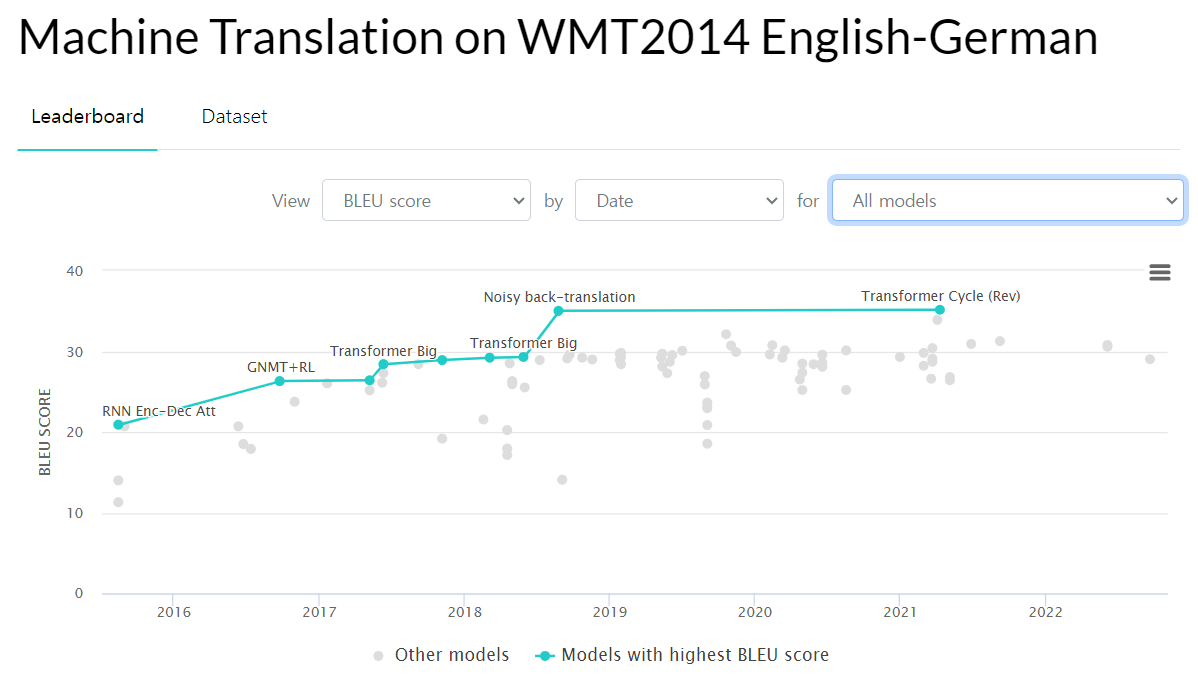 Machine Translation on WMT2014 English-German
Leaderboard
Dataset
View BLEU score by Date for All models
40
30
20
10
0
BLEU SCORE
RNN Enc-Dec Att
GNMT+RL
Transformer Big
Transformer Big
Noisy back-translation
Transformer Cycle (Rev)
2016 2017 2018 2019 2020 2021 2022
Other models Models with highest BLEU score